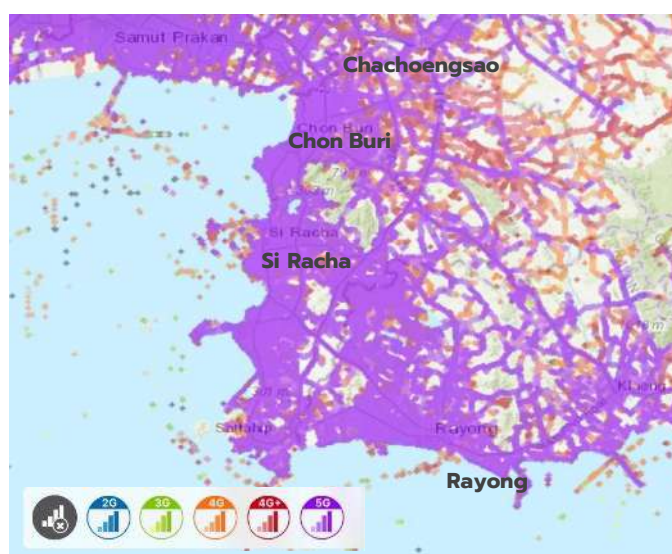 Samut Prakan
Chachoengsao
Chon Buri
Chon Buri
Si Racha
Si Racha
Klaeng
Sattahip
Rayong
Rayong
2G
3G
4G
4G+
5G